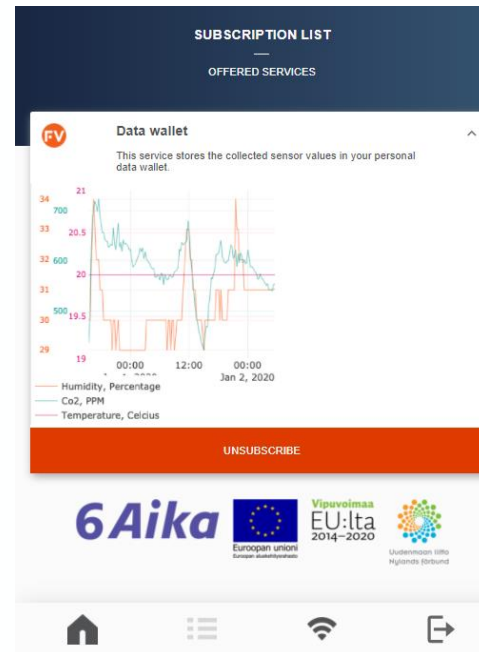 SUBSCRIPTION LIST
OFFERED SERVICES
FV
Data wallet
This service stores the collected sensor values in your personal
data wallet.
34
33
32
31
30
29
700
600
500
21
20.5
20
19.5
19
00:00
12:00
00:00
Jan 2, 2020
Humidity, Percentage
Co2, PPM
Temperature, Celcius
UNSUBSCRIBE
6Aika
Euroopan unioni
Euroopan aluekehitysrahasto
Vipuvoimaa
EU:lta
2014–2020
Uudenmaan liitto
Nylands förbund